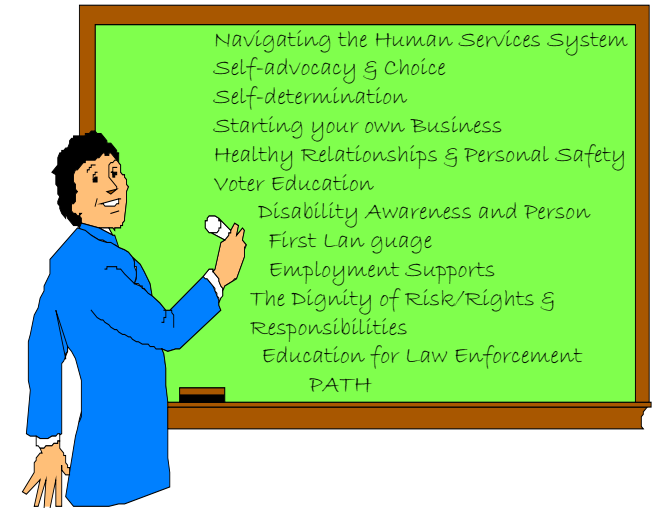 Navigating the Human Services System
Self-advocacy & Choice
Self-determination
Starting your own Business
Healthy Relationships & Personal Safety
Voter Education
Disability Awareness and Person
First Lan guage
Employment Supports
The Dignity of Risk/Rights &
Responsibilities
Education for Law Enforcement
PATH